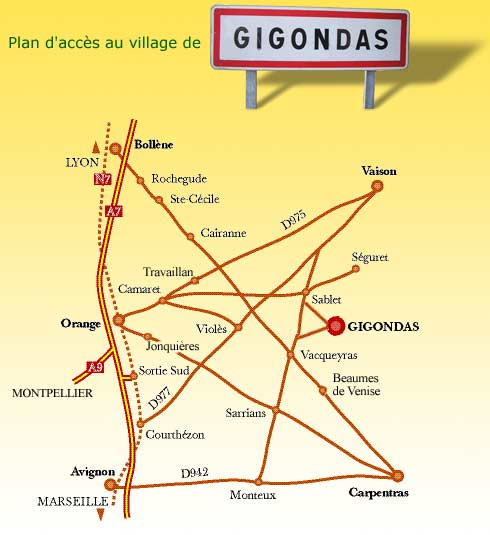 Plan d'accès au village de
GIGONDAS
Bollène
LYON
N7
Rochegude
Vaison
Ste-Cécile
A7
D975
Cairanne
Séguret
Travaillan
Camaret
Sablet
Orange
Violès
GIGONDAS
Jonquières
Vacqueyras
A9
Sortie Sud
MONTPELLIER
D977
Beaumes
de Venise
Sarrians
Courthézon
Avignon
D942
MARSEILLE
Monteux
Carpentras